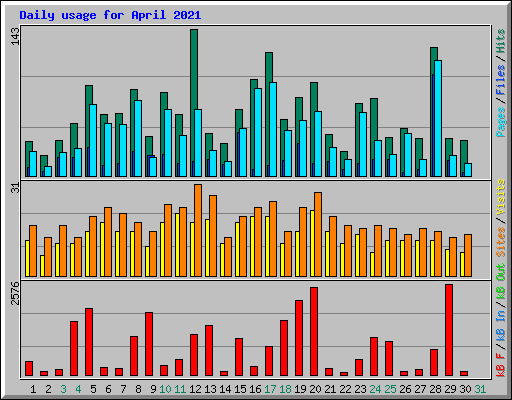 Daily usage for April 2021
143
31
2576
Pages / Files / Hits
kB F / kB In / kB Out Sites / Visits
1 2 3 4 5 6 7 8 9 10 11 12 13 14 15 16 17 18 19 20 21 22 23 24 25 26 27 28 29 30 31